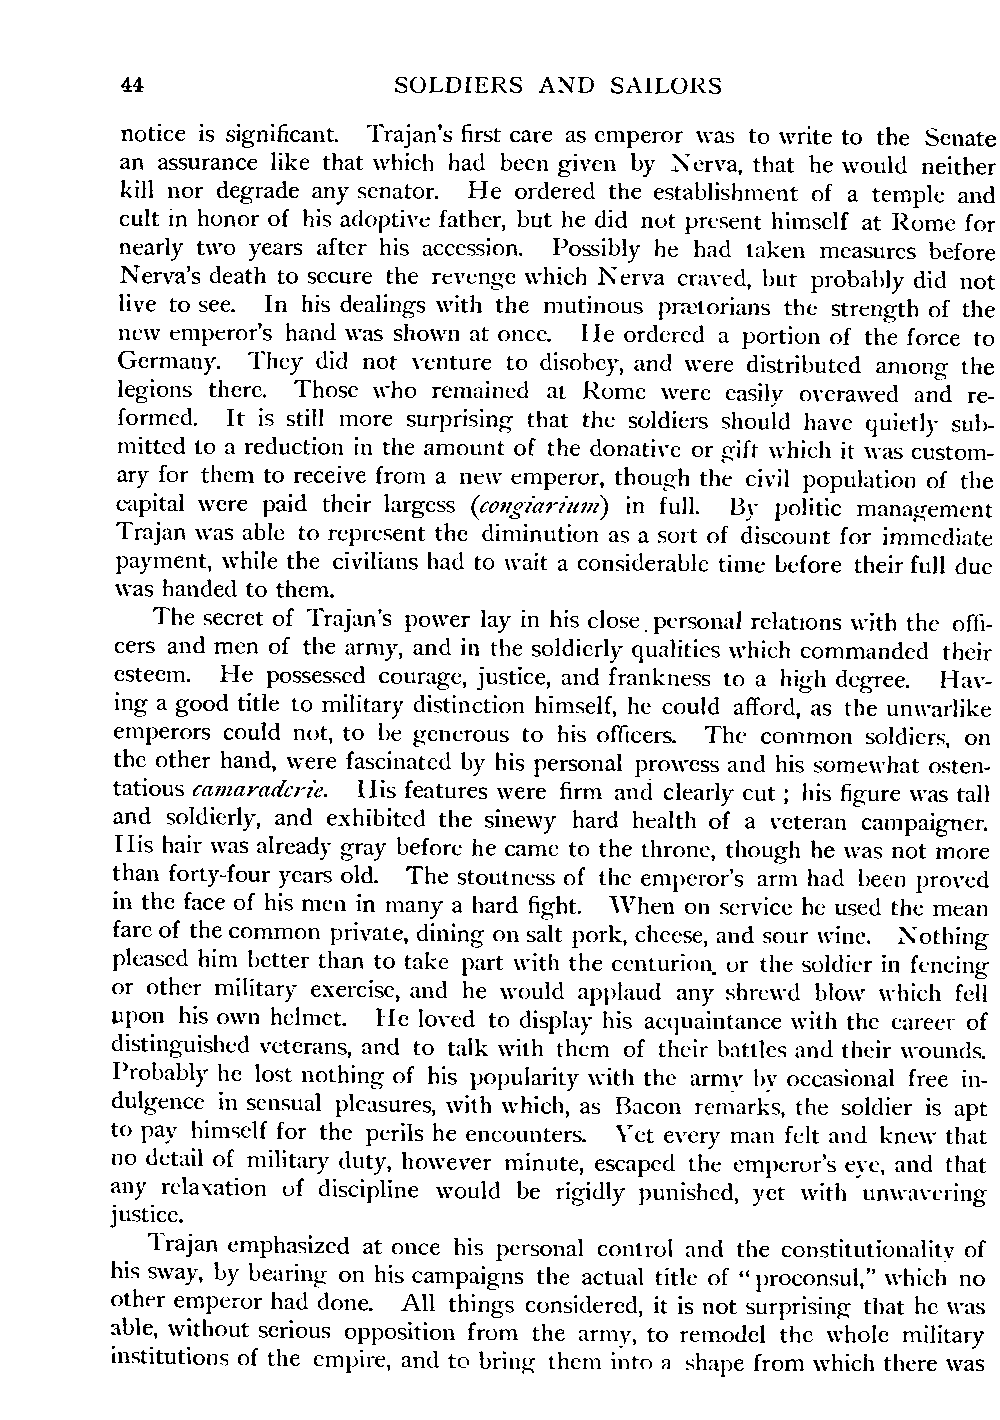 44 SOLDIERS AND SAILORS
notice is significant. Trajan's first care as emperor was to write to the Senate
an assurance like that which had been given by Nerva, that he would neither
kill nor degrade any senator. He ordered the establishment of a temple and
cult in honor of his adoptive father, but he did not present himself at Rome for
nearly two years after his accession. Possibly he had taken measures before
Nerva's death to secure the revenge which Nerva craved, but probably did not
live to see. In his dealings with the mutinous prætorians the strength of the
new emperor's hand was shown at once. He ordered a portion of the force to
Germany. They did not venture to disobey, and were distributed among the
legions there. Those who remained at Rome were easily overawed and re-
formed. It is still more surprising that the soldiers should have quietly sub-
mitted to a reduction in the amount of the donative or gift which it was custom-
ary for them to receive from a new emperor, though the civil population of the
capital were paid their largess (congiarium) in full. By politic management
Trajan was able to represent the diminution as a sort of discount for immediate
payment, while the civilians had to wait a considerable time before their full due
was handed to them.
The secret of Trajan's power lay in his close personal relations with the offi-
cers and men of the army, and in the soldierly qualities which commanded their
esteem. He possessed courage, justice, and frankness to a high degree. Hav-
ing a good title to military distinction himself, he could afford, as the unwarlike
emperors could not, to be generous to his officers. The common soldiers, on
the other hand, were fascinated by his personal prowess and his somewhat osten-
tatious camaraderie. His features were firm and clearly cut; his figure was tall
and soldierly, and exhibited the sinewy hard health of a veteran campaigner.
His hair was already gray before he came to the throne, though he was not more
than forty-four years old. The stoutness of the emperor's arm had been proved
in the face of his men in many a hard fight. When on service he used the mean
fare of the common private, dining on salt pork, cheese, and sour wine. Nothing
pleased him better than to take part with the centurion or the soldier in fencing
or other military exercise, and he would applaud any shrewd blow which fell
upon his own helmet. He loved to display his acquaintance with the career of
distinguished veterans, and to talk with them of their battles and their wounds.
Probably he lost nothing of his popularity with the army by occasional free in-
dulgence in sensual pleasures, with which, as Bacon remarks, the soldier is apt
to pay himself for the perils he encounters. Yet every man felt and knew that
no detail of military duty, however minute, escaped the emperor's eye, and that
any relaxation of discipline would be rigidly punished, yet with unwavering
justice.
Trajan emphasized at once his personal control and the constitutionality of
his sway, by bearing on his campaigns the actual title of "proconsul," which no
other emperor had done. All things considered, it is not surprising that he was
able, without serious opposition from the army, to remodel the whole military
institutions of the empire, and to bring them into a shape from which there was